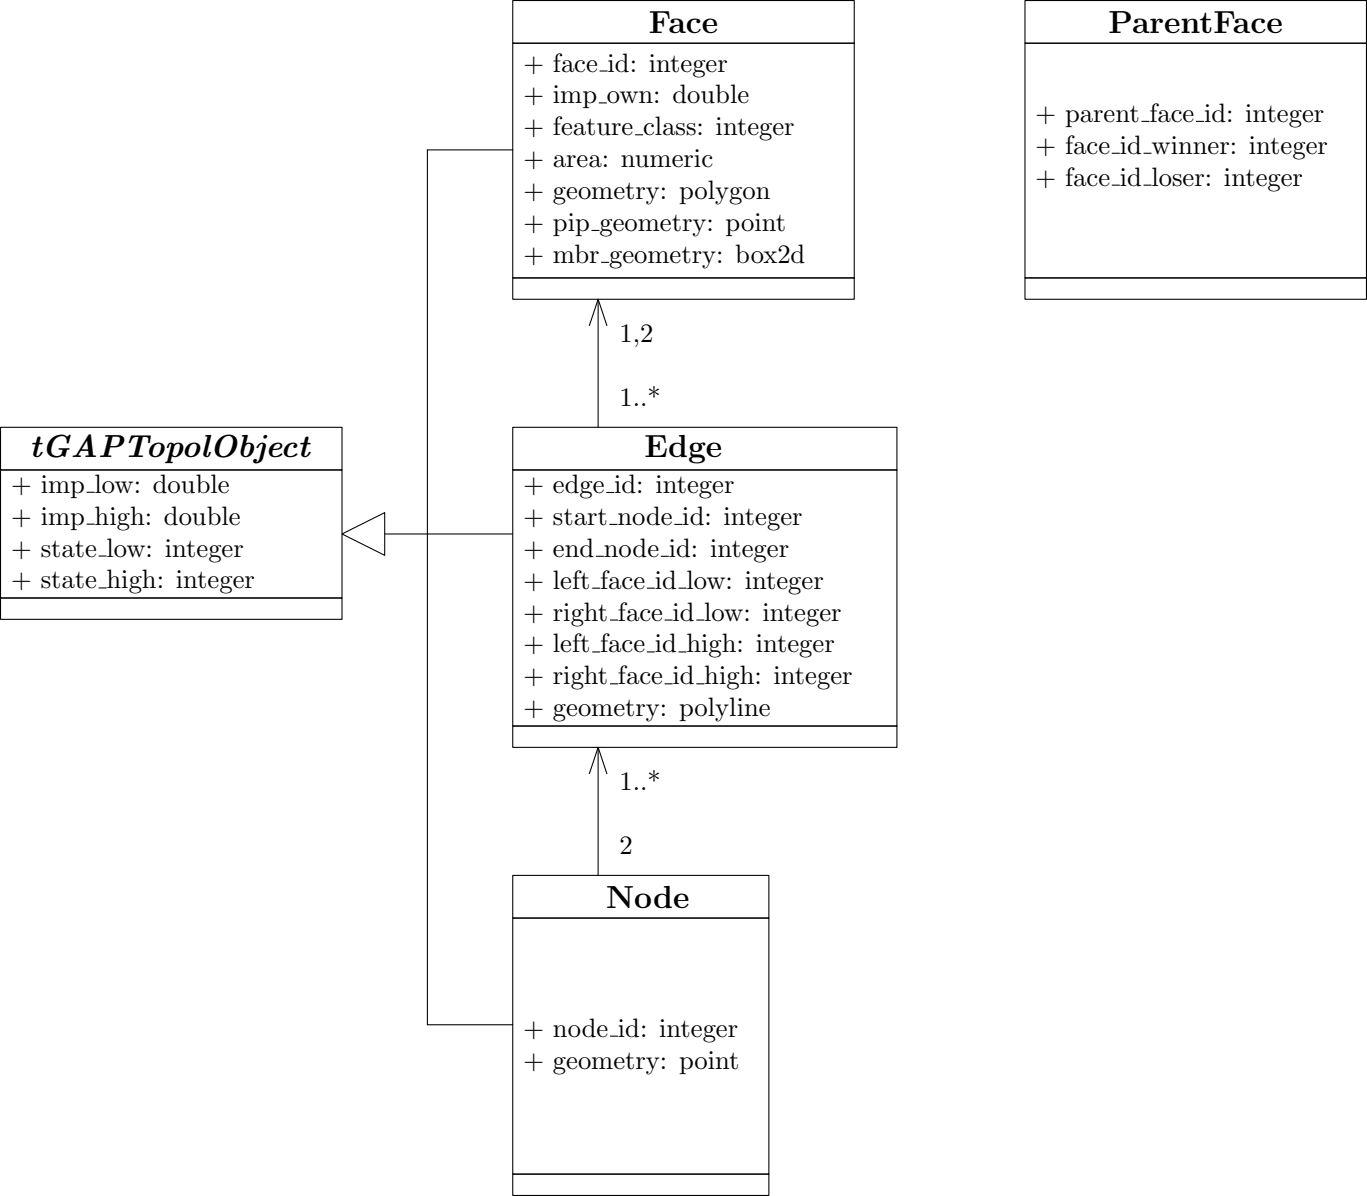 Face
+ face_id: integer
+ imp_own: double
+ feature_class: integer
+ area: numeric
+ geometry: polygon
+ pip_geometry: point
+ mbr_geometry: box2d
ParentFace
+ parent_face_id: integer
+ face_id_winner: integer
+ face_id_loser: integer
1,2
1..*
tGAPTopolObject
+ imp_low: double
+ imp_high: double
+ state_low: integer
+ state_high: integer
Edge
+ edge_id: integer
+ start_node_id: integer
+ end_node_id: integer
+ left_face_id_low: integer
+ right_face_id_low: integer
+ left_face_id_high: integer
+ right_face_id_high: integer
+ geometry: polyline
1..*
2
Node
+ node_id: integer
+ geometry: point